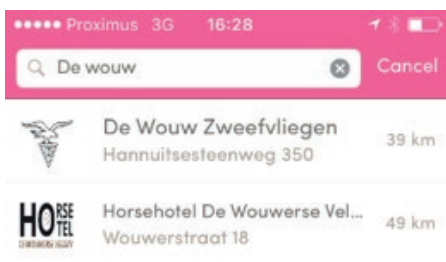 Proximus 3G 16:28
De wouw Cancel
De Wouw Zweefvliegen
Hannuitsesteenweg 350
39 km
HORSE
TEL
Horsehotel De Wouwerse Vel...
Wouwerstraat 18
49 km